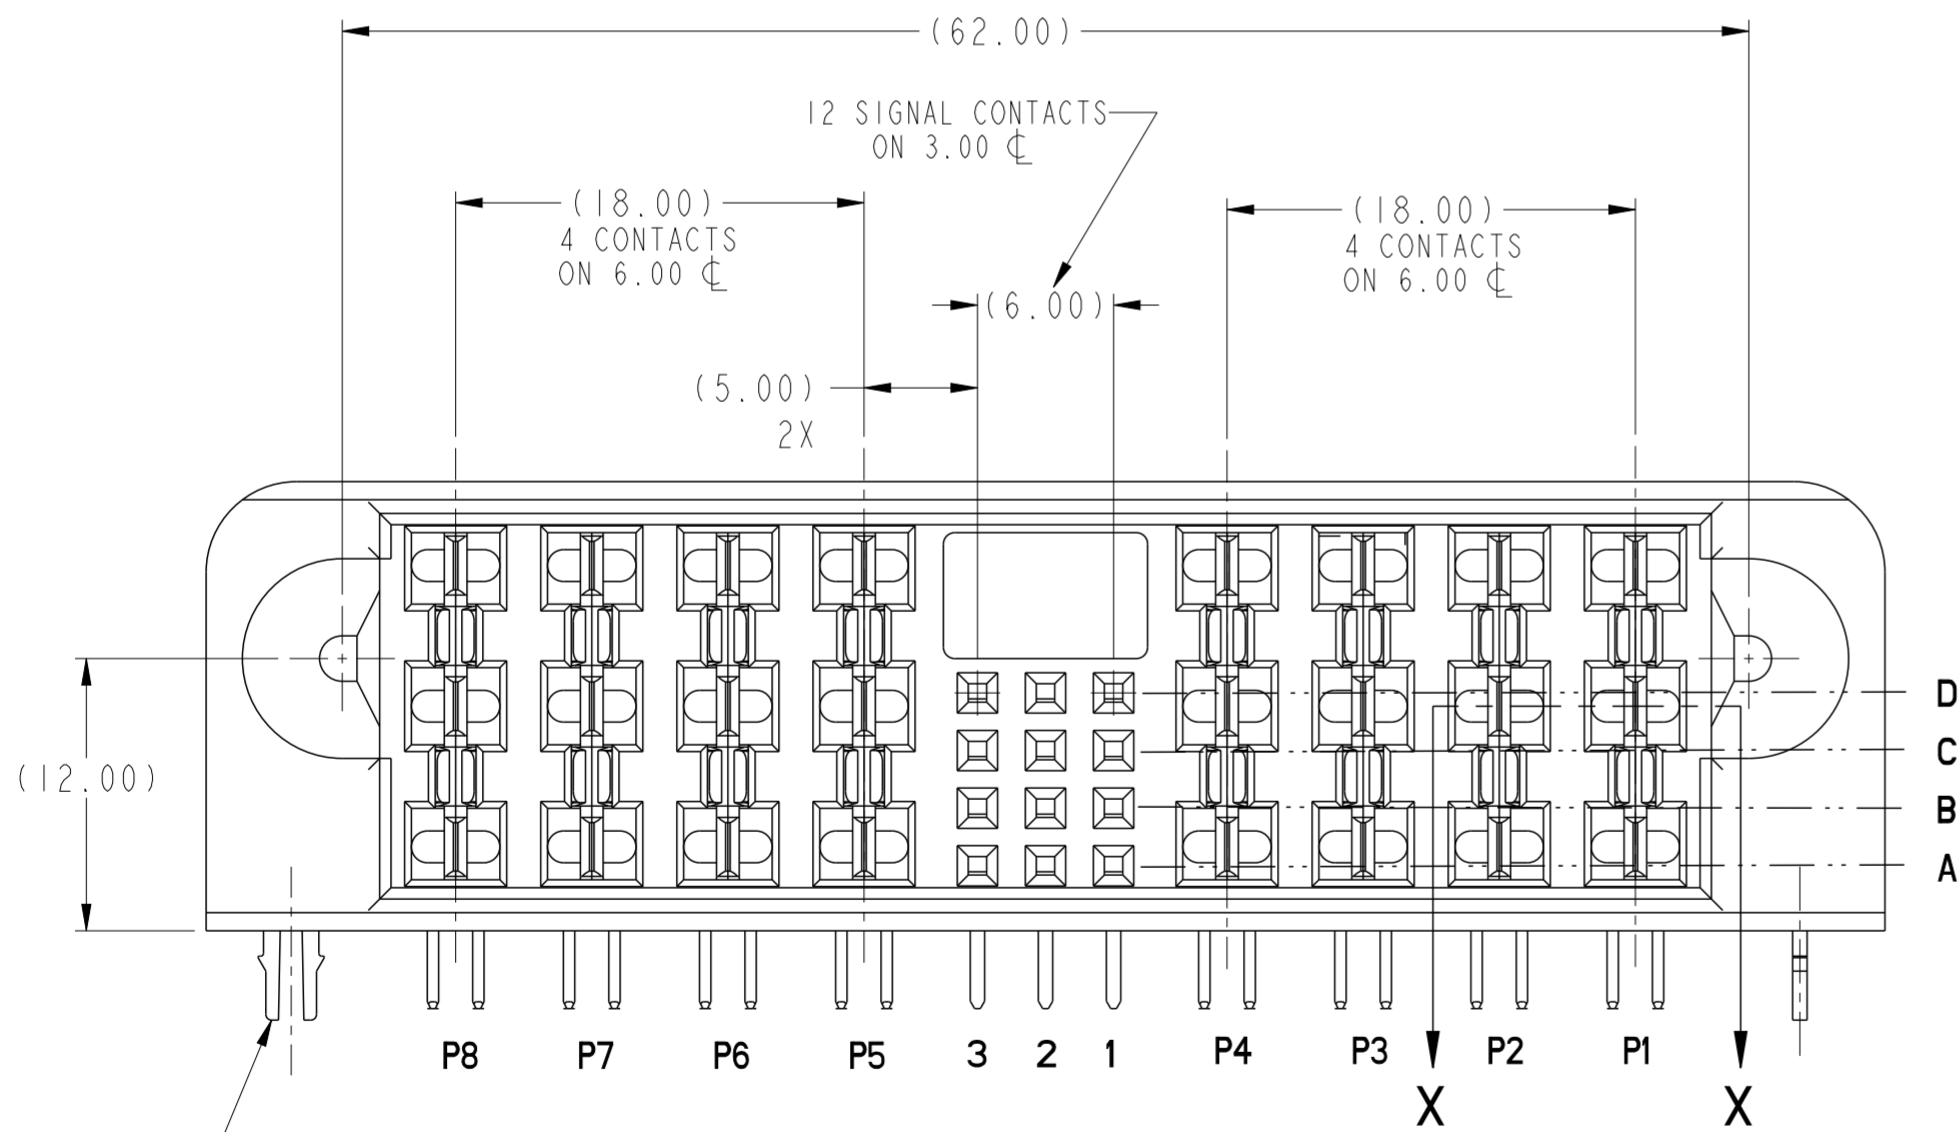 (62.00)
12 SIGNAL CONTACTS
ON 3.00 ℄
(18.00)
4 CONTACTS
ON 6.00 ℄
(18.00)
4 CONTACTS
ON 6.00 ℄
(6.00)
(5.00)
2X
D
C
(12.00)
B
A
P8 P7 P6 P5 3 2 1 P4 P3 P2 P1
X X